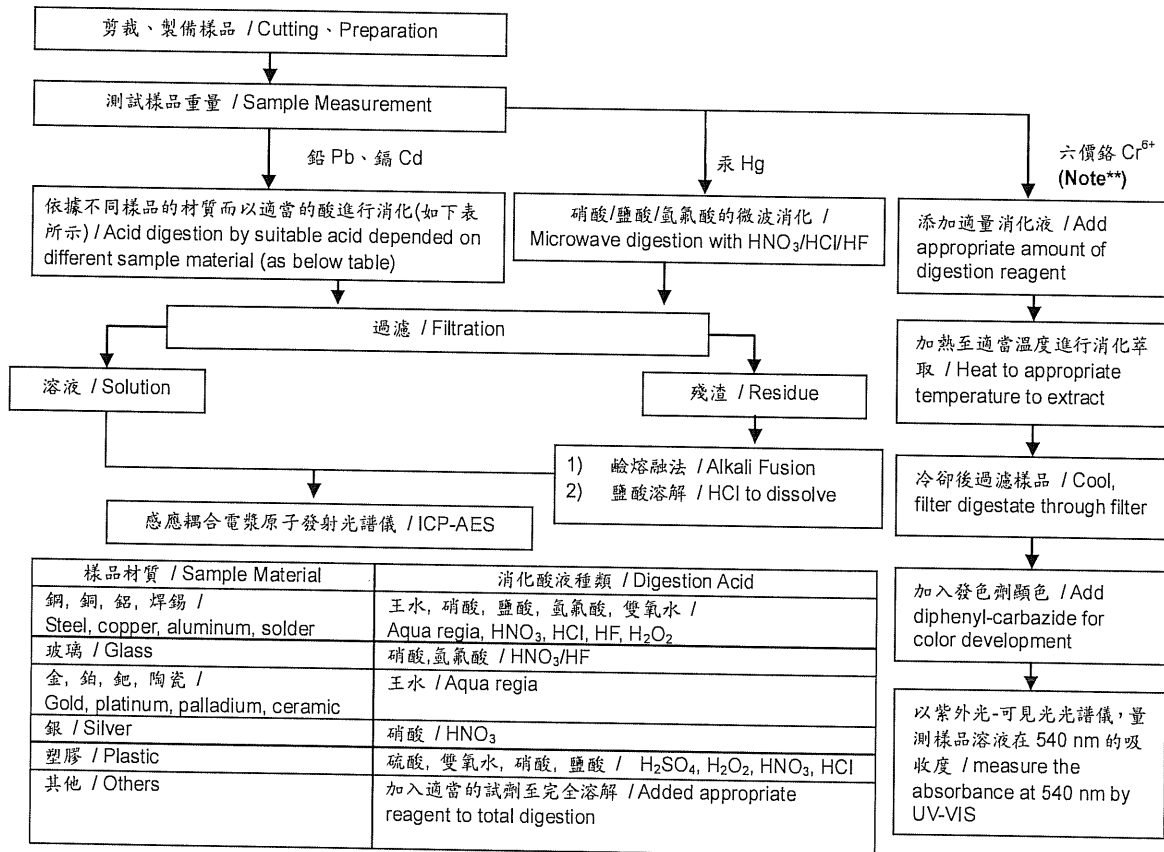 剪裁、製備樣品 / Cutting、Preparation
測試樣品重量 / Sample Measurement
鉛 Pb、鎘 Cd
汞 Hg
六價鉻 Cr⁶⁺
(Note**)
依據不同樣品的材質而以適當的酸進行消化(如下表
所示) / Acid digestion by suitable acid depended on
different sample material (as below table)
硝酸/鹽酸/氫氟酸的微波消化 /
Microwave digestion with HNO₃/HCl/HF
添加適量消化液 / Add
appropriate amount of
digestion reagent
過濾 / Filtration
加熱至適當溫度進行消化萃
取 / Heat to appropriate
temperature to extract
溶液 / Solution
殘渣 / Residue
1) 鹼熔融法 / Alkali Fusion
2) 鹽酸溶解 / HCl to dissolve
冷卻後過濾樣品 / Cool,
filter digestate through filter
感應耦合電漿原子發射光譜儀 / ICP-AES
加入發色劑顯色 / Add
diphenyl-carbazide for
color development
以紫外光-可見光光譜儀，量
測樣品溶液在 540 nm 的吸
收度 / measure the
absorbance at 540 nm by
UV-VIS
樣品材質 / Sample Material
消化酸液種類 / Digestion Acid
鋼, 銅, 鋁, 焊錫 /
Steel, copper, aluminum, solder
王水, 硝酸, 鹽酸, 氫氟酸, 雙氧水 /
Aqua regia, HNO₃, HCl, HF, H₂O₂
玻璃 / Glass
硝酸,氫氟酸 / HNO₃/HF
金, 鉑, 鈀, 陶瓷 /
Gold, platinum, palladium, ceramic
王水 / Aqua regia
銀 / Silver
硝酸 / HNO₃
塑膠 / Plastic
硫酸, 雙氧水, 硝酸, 鹽酸 / H₂SO₄, H₂O₂, HNO₃, HCl
其他 / Others
加入適當的試劑至完全溶解 / Added appropriate
reagent to total digestion